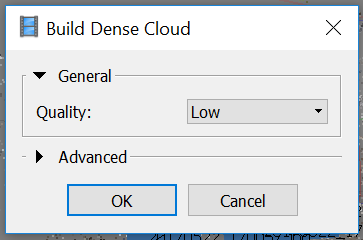 Build Dense Cloud
General
Quality: Low
Advanced
OK Cancel